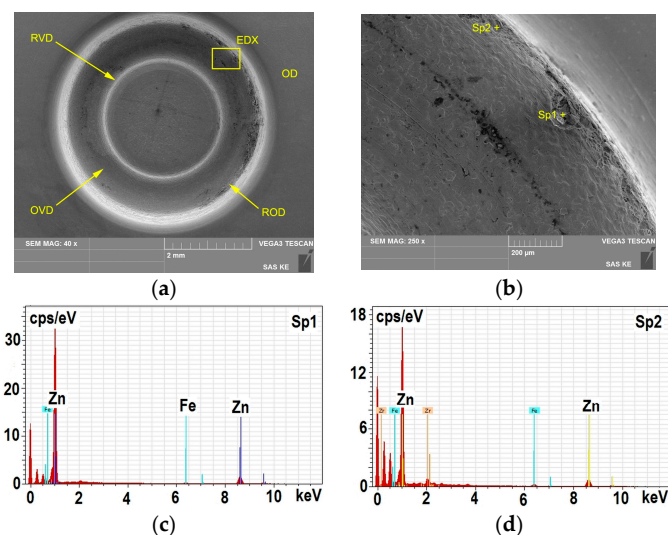 RVD
EDX
OD
OVD
ROD
SEM MAG: 40 x
2 mm
VEGA3 TESCAN
SAS KE
(a)
Sp2 +
Sp1 +
SEM MAG: 250 x
200 µm
VEGA3 TESCAN
SAS KE
(b)
cps/eV
Sp1
30
20
10
0
Fe
Zn
Fe
Zn
0 2 4 6 8 10
keV
(c)
18
cps/eV
Sp2
12
6
0
Zr
Fe
Zn
Zr
Fe
Zn
0 2 4 6 8 10
keV
(d)